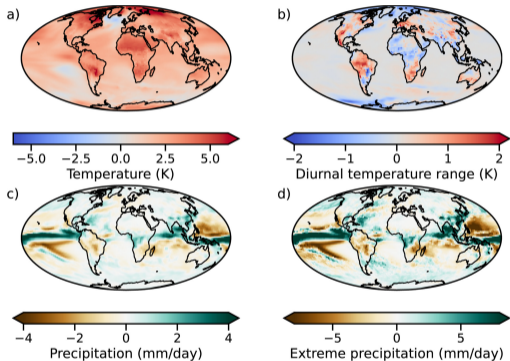 a)
b)
−5.0 −2.5 0.0 2.5 5.0
Temperature (K)
−2 −1 0 1 2
Diurnal temperature range (K)
c)
d)
−4 −2 0 2 4
Precipitation (mm/day)
−5 0 5
Extreme precipitation (mm/day)